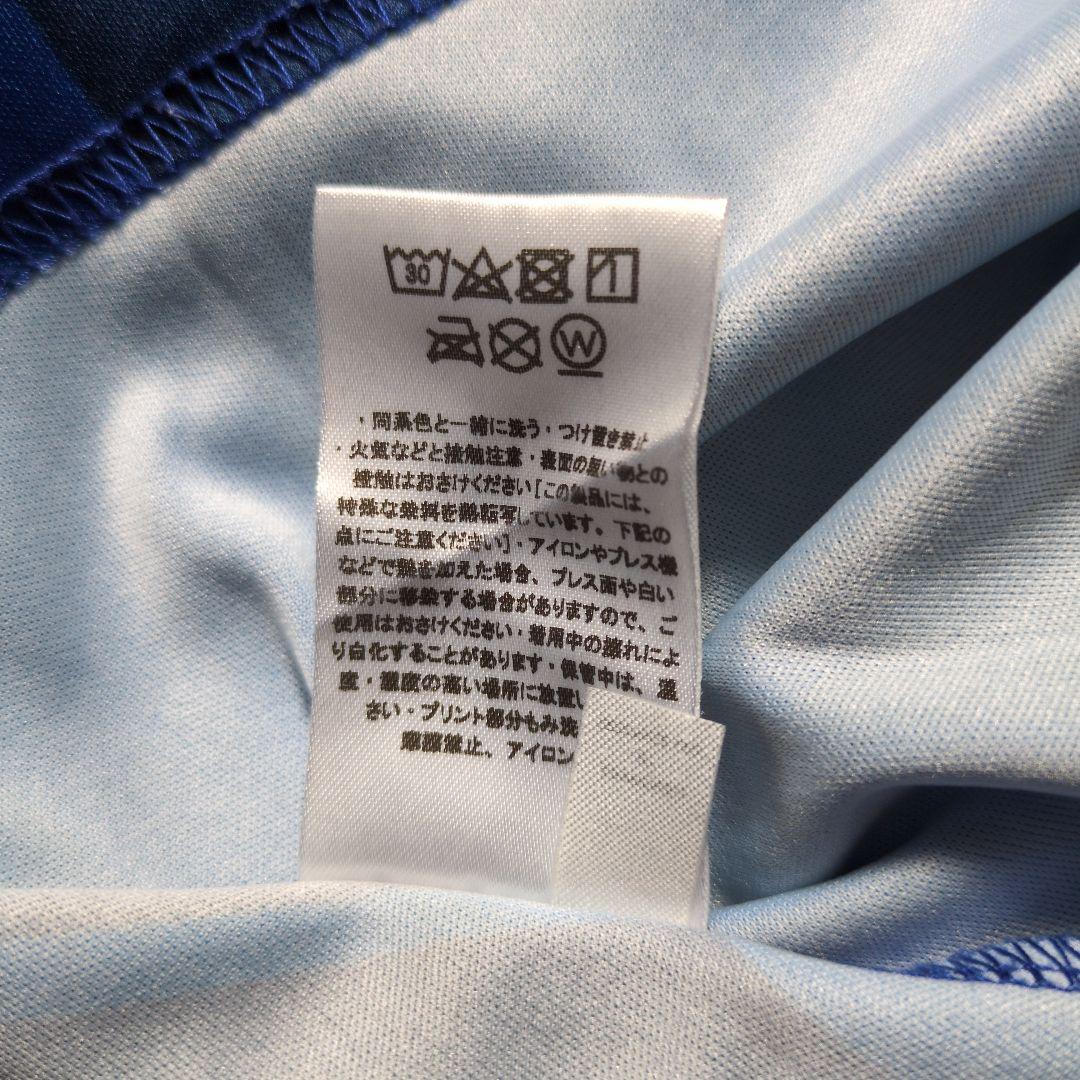 30
W
・同系色と一緒に洗う・つけ置き禁止
・火気などと接触注意・表面の粗い物との
接触はおさけください[この製品には、
特殊な染料を熱転写しています。下記の
点にご注意ください]・アイロンやプレス機
などで熱を加えた場合、プレス面や白い
部分に移染する場合がありますので、ご
使用はおさけください・着用中の擦れによ
り白化することがあります・保管中は、温
度・湿度の高い場所に放置し
さい・プリント部分もみ洗
摩擦禁止、アイロン